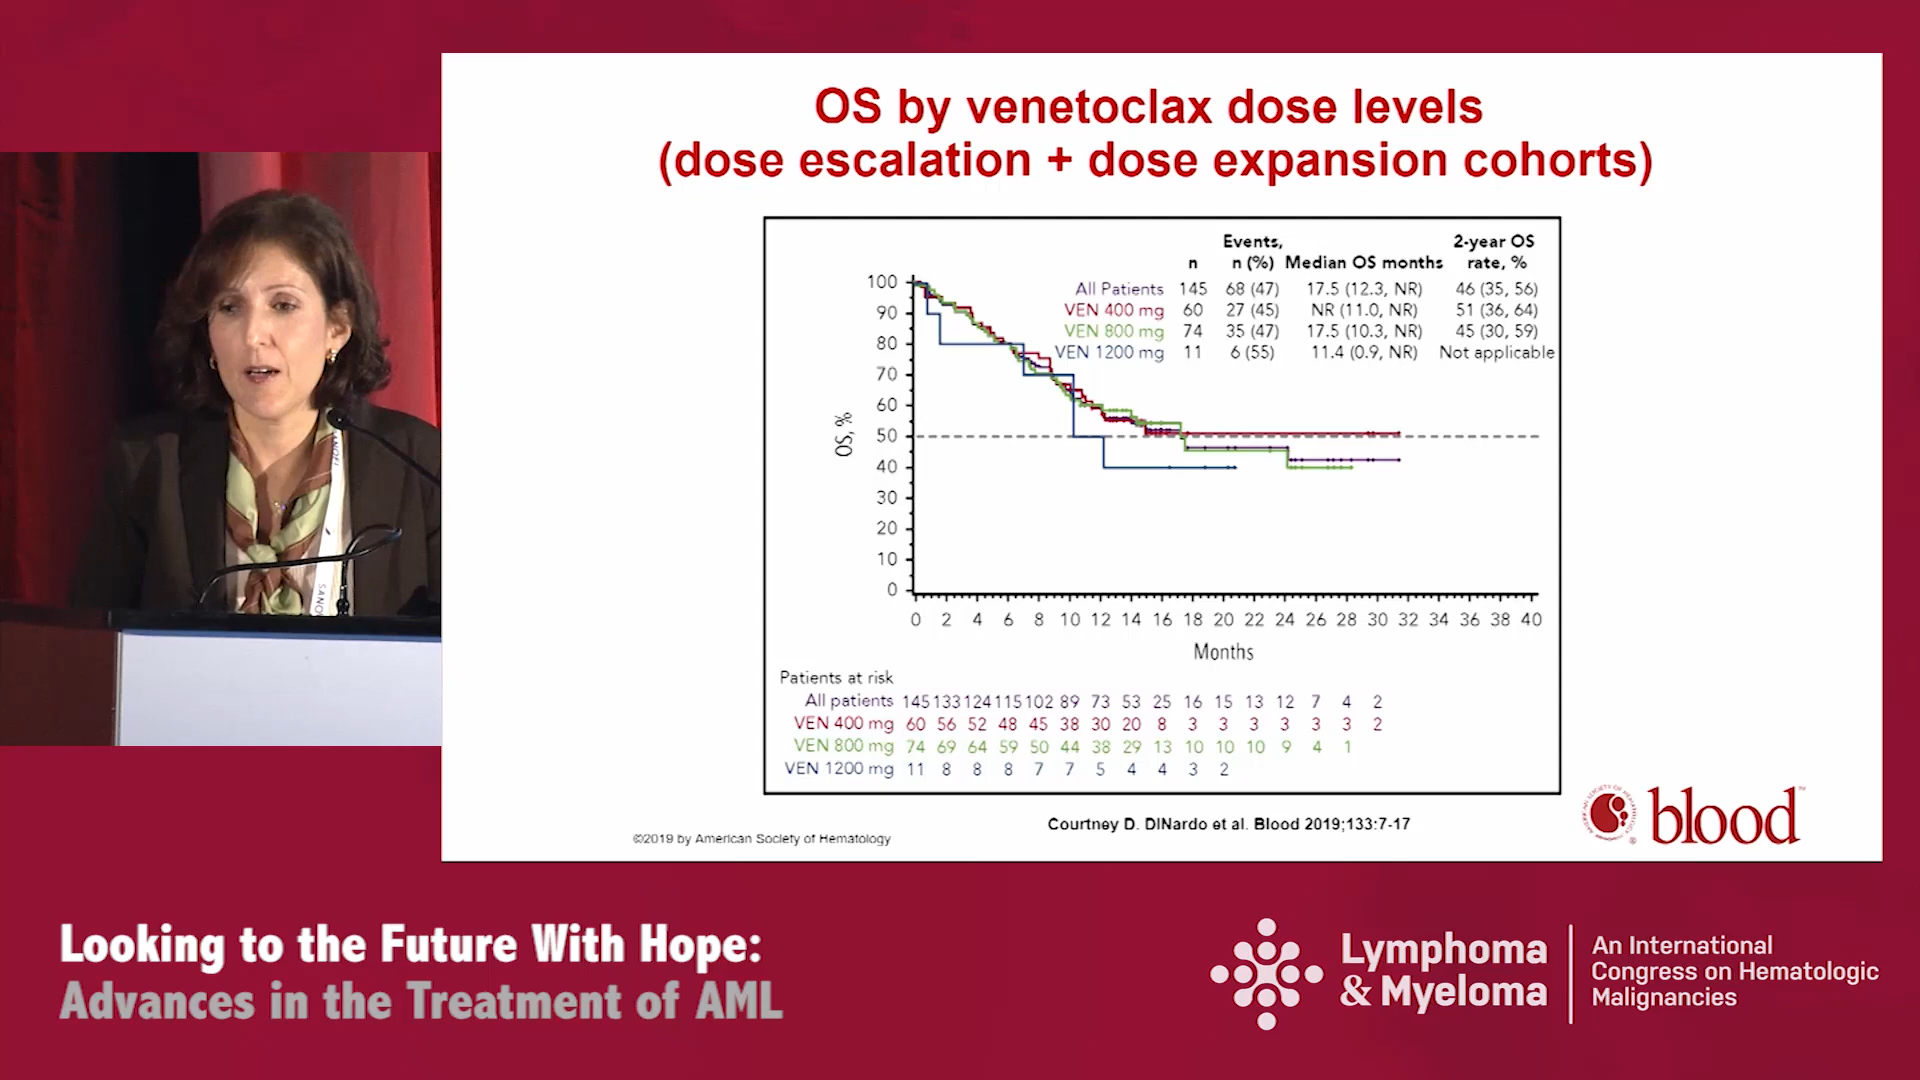 OS by venetoclax dose levels
(dose escalation + dose expansion cohorts)
Events,
2-year OS
n
n (%)
Median OS months
rate, %
All Patients 145 68 (47) 17.5 (12.3, NR) 46 (35, 56)
VEN 400 mg 60 27 (45) NR (11.0, NR) 51 (36, 64)
VEN 800 mg 74 35 (47) 17.5 (10.3, NR) 45 (30, 59)
VEN 1200 mg 11 6 (55) 11.4 (0.9, NR) Not applicable
100
90
80
70
60
50
40
30
20
10
0
OS, %
0 2 4 6 8 10 12 14 16 18 20 22 24 26 28 30 32 34 36 38 40
Months
Patients at risk
All patients 145 133 124 115 102 89 73 53 25 16 15 13 12 7 4 2
VEN 400 mg 60 56 52 48 45 38 30 20 8 3 3 3 3 3 3 2
VEN 800 mg 74 69 64 59 50 44 38 29 13 10 10 10 9 4 1
VEN 1200 mg 11 8 8 8 7 7 5 4 4 3 2
Courtney D. DiNardo et al. Blood 2019;133:7-17
©2019 by American Society of Hematology
blood
SANOFI
Looking to the Future With Hope:
Advances in the Treatment of AML
Lymphoma
& Myeloma
An International
Congress on Hematologic
Malignancies